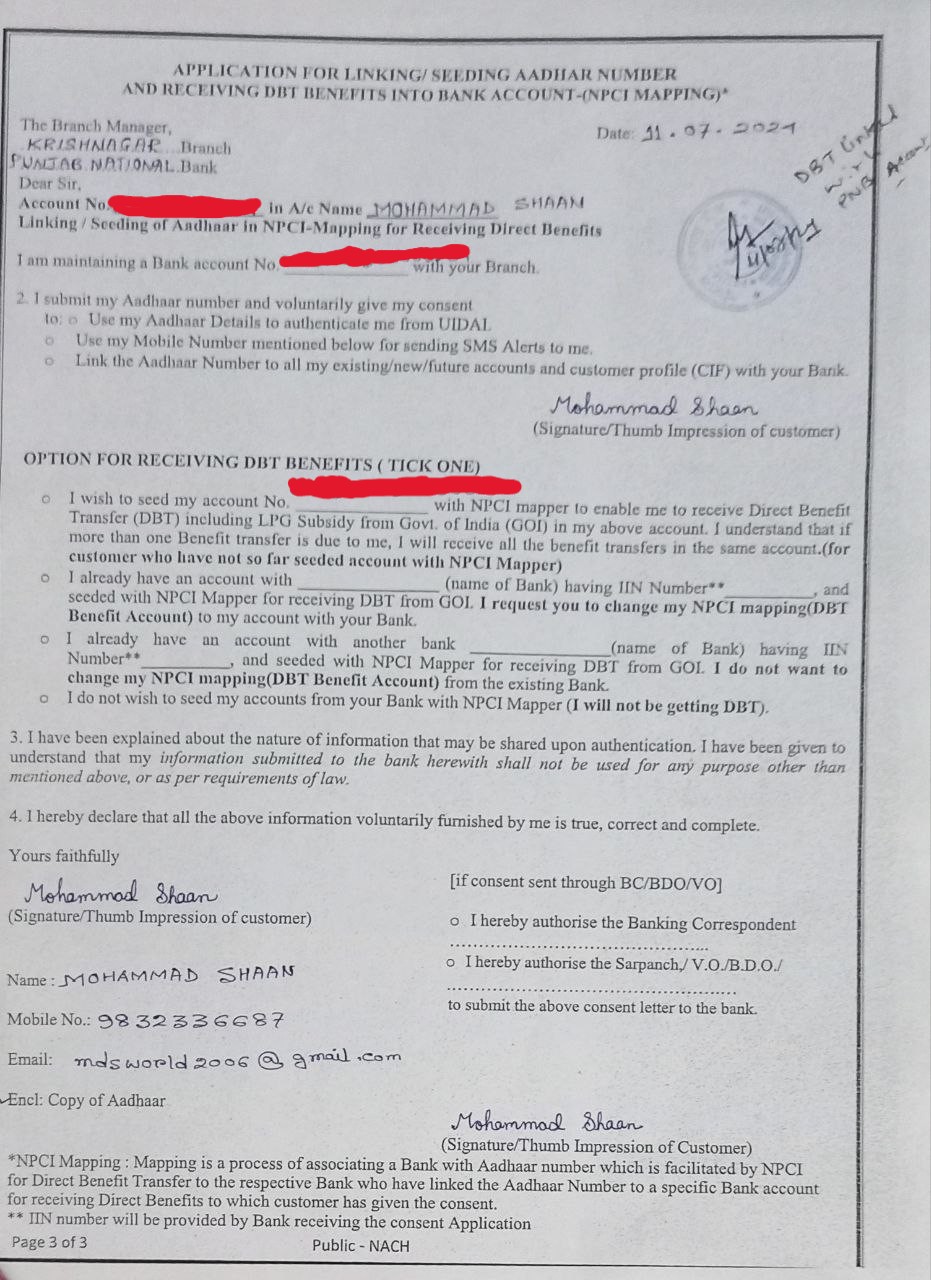 APPLICATION FOR LINKING/ SEEDING AADHAR NUMBER
AND RECEIVING DBT BENEFITS INTO BANK ACCOUNT-(NPCI MAPPING)*
The Branch Manager,
KRISHNAGAR Branch
PUNJAB NATIONAL Bank
Date: 11.07.2024
DBT linked
with
PNB Account
Dear Sir,
Account No. in A/c Name MOHAMMAD SHAAN
Linking / Seeding of Aadhaar in NPCI-Mapping for Receiving Direct Benefits
I am maintaining a Bank account No. with your Branch.
2. I submit my Aadhaar number and voluntarily give my consent
to: o Use my Aadhaar Details to authenticate me from UIDAI.
o Use my Mobile Number mentioned below for sending SMS Alerts to me.
o Link the Aadhaar Number to all my existing/new/future accounts and customer profile (CIF) with your Bank.
Mohammad Shaan
(Signature/Thumb Impression of customer)
OPTION FOR RECEIVING DBT BENEFITS ( TICK ONE)
o I wish to seed my account No. ____________ with NPCI mapper to enable me to receive Direct Benefit
Transfer (DBT) including LPG Subsidy from Govt. of India (GOI) in my above account. I understand that if
more than one Benefit transfer is due to me, I will receive all the benefit transfers in the same account.(for
customer who have not so far seeded account with NPCI Mapper)
o I already have an account with ____________ (name of Bank) having IIN Number**________, and
seeded with NPCI Mapper for receiving DBT from GOI. I request you to change my NPCI mapping(DBT
Benefit Account) to my account with your Bank.
o I already have an account with another bank ____________(name of Bank) having IIN
Number**________, and seeded with NPCI Mapper for receiving DBT from GOI. I do not want to
change my NPCI mapping(DBT Benefit Account) from the existing Bank.
o I do not wish to seed my accounts from your Bank with NPCI Mapper (I will not be getting DBT).
3. I have been explained about the nature of information that may be shared upon authentication. I have been given to
understand that my information submitted to the bank herewith shall not be used for any purpose other than
mentioned above, or as per requirements of law.
4. I hereby declare that all the above information voluntarily furnished by me is true, correct and complete.
Yours faithfully
Mohammad Shaan
(Signature/Thumb Impression of customer)
[if consent sent through BC/BDO/VO]
o I hereby authorise the Banking Correspondent
..........................................
o I hereby authorise the Sarpanch,/ V.O./B.D.O./
..........................................
to submit the above consent letter to the bank.
Name : MOHAMMAD SHAAN
Mobile No.: 9832336687
Email: mdsworld2006@gmail.com
Encl: Copy of Aadhaar
Mohammad Shaan
(Signature/Thumb Impression of Customer)
*NPCI Mapping : Mapping is a process of associating a Bank with Aadhaar number which is facilitated by NPCI
for Direct Benefit Transfer to the respective Bank who have linked the Aadhaar Number to a specific Bank account
for receiving Direct Benefits to which customer has given the consent.
** IIN number will be provided by Bank receiving the consent Application
Page 3 of 3 Public - NACH